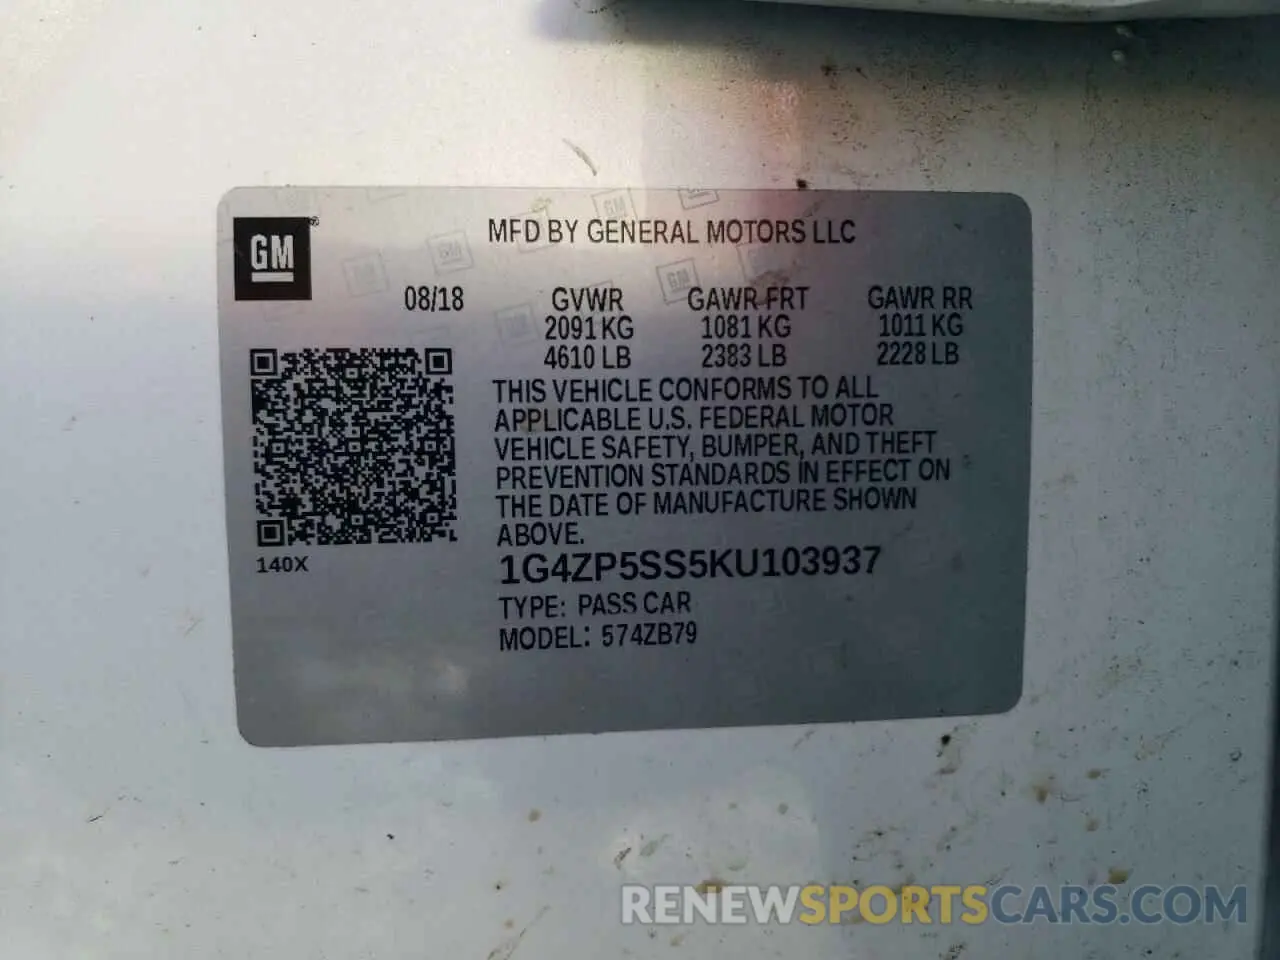 GM®
MFD BY GENERAL MOTORS LLC
08/18 GVWR GAWR FRT GAWR RR
2091 KG 1081 KG 1011 KG
4610 LB 2383 LB 2228 LB
THIS VEHICLE CONFORMS TO ALL
APPLICABLE U.S. FEDERAL MOTOR
VEHICLE SAFETY, BUMPER, AND THEFT
PREVENTION STANDARDS IN EFFECT ON
THE DATE OF MANUFACTURE SHOWN
ABOVE.
140X
1G4ZP5SS5KU103937
TYPE: PASS CAR
MODEL: 574ZB79
RENEWSPORTSCARS.COM